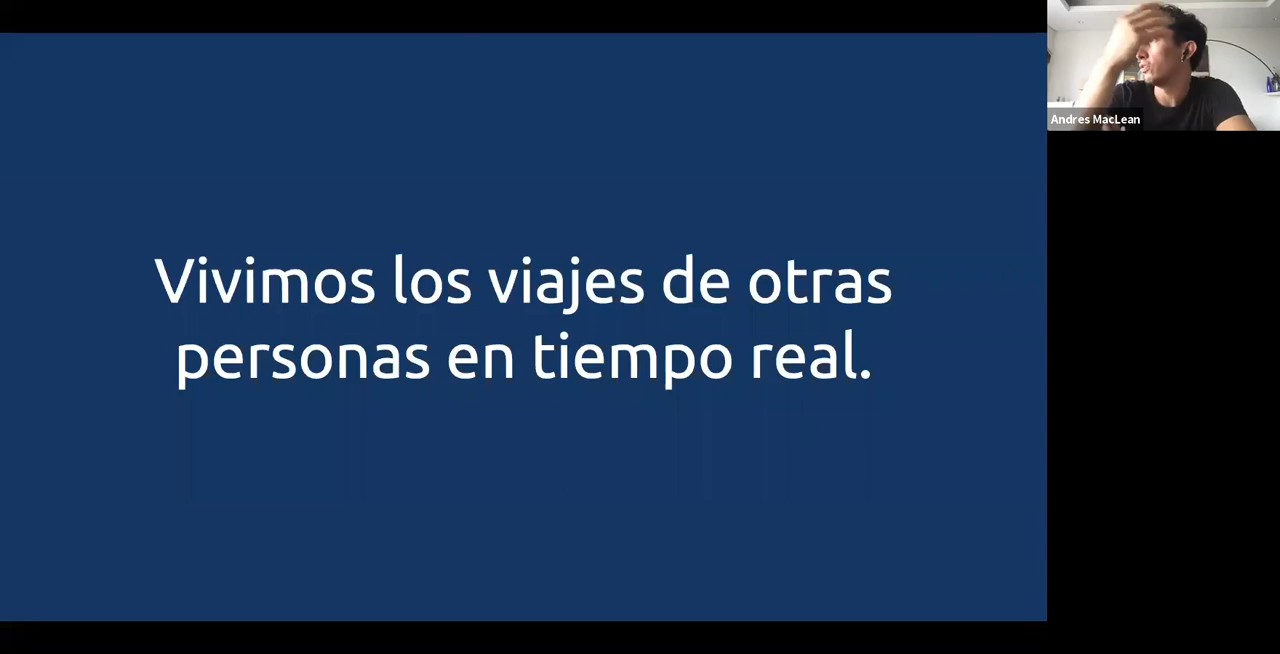 Vivimos los viajes de otras
personas en tiempo real.
Andres MacLean